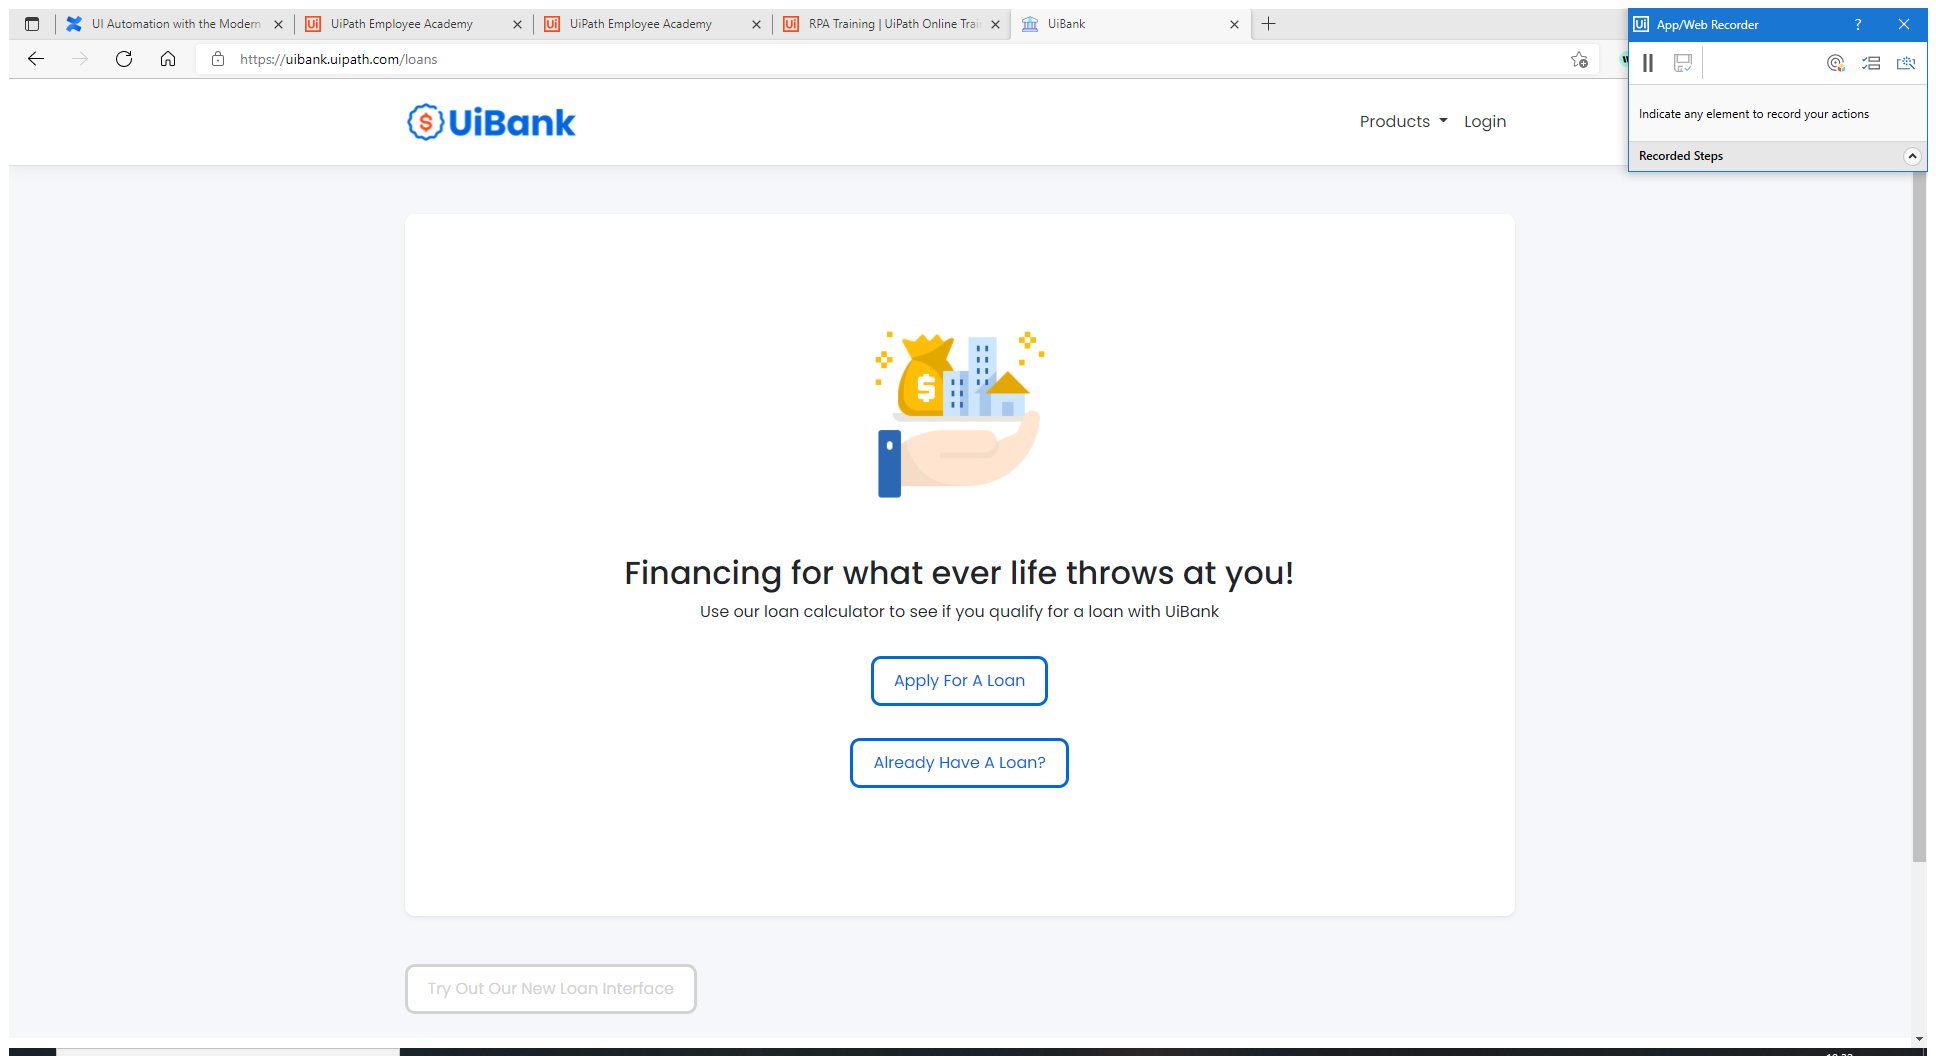 UI Automation with the Modern
UiPath Employee Academy
UiPath Employee Academy
RPA Training | UiPath Online Trai
UiBank
Ui App/Web Recorder ?
https://uibank.uipath.com/loans
UiBank
Products
Login
Indicate any element to record your actions
Recorded Steps
Financing for what ever life throws at you!
Use our loan calculator to see if you qualify for a loan with UiBank
Apply For A Loan
Already Have A Loan?
Try Out Our New Loan Interface